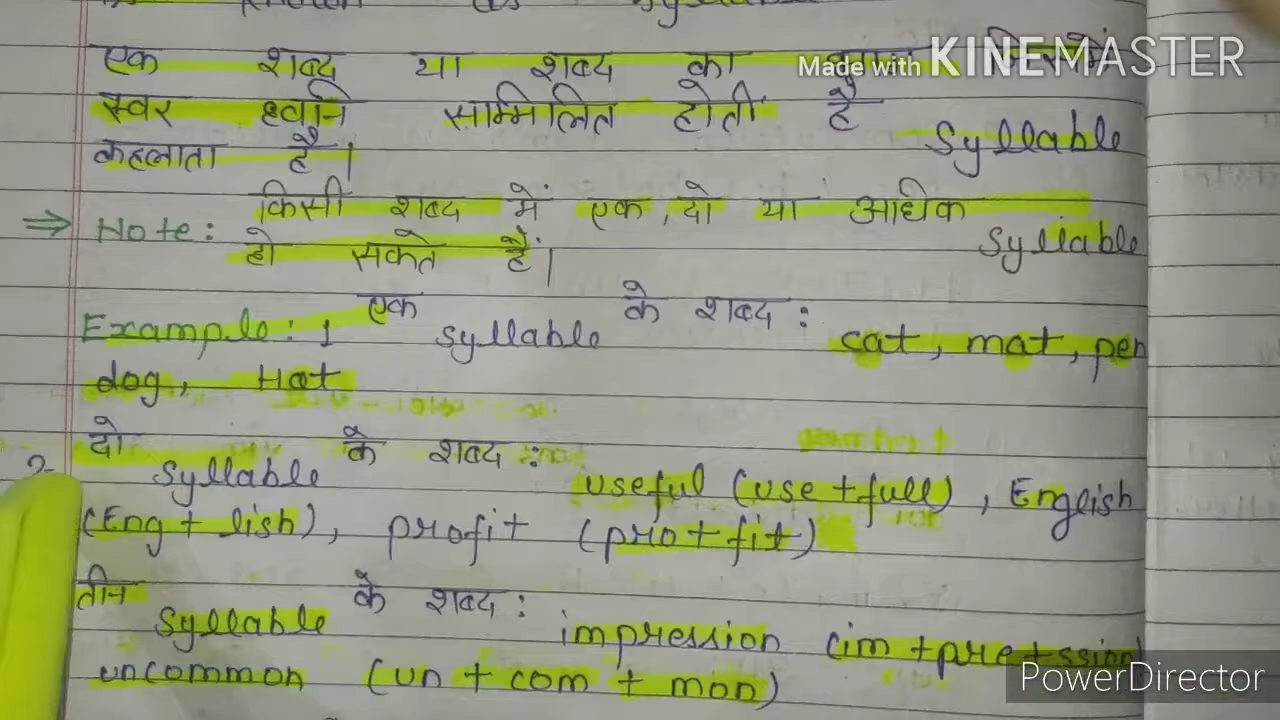 एक शब्द या शब्द का
Made with KINEMASTER
स्वर ध्वनि सम्मिलित होती है Syllable
कहलाता है।
⇒ Note: किसी शब्द में एक, दो या अधिक Syllable
हो सकते हैं।
Example: 1 एक Syllable के शब्द : cat, mat, pen
dog, Hat
2 दो Syllable के शब्द : useful (use + full), English
(Eng + lish), profit (pro + fit)
तीन Syllable के शब्द : impression (im + pre + ssion)
uncommon (un + com + mon)
PowerDirector